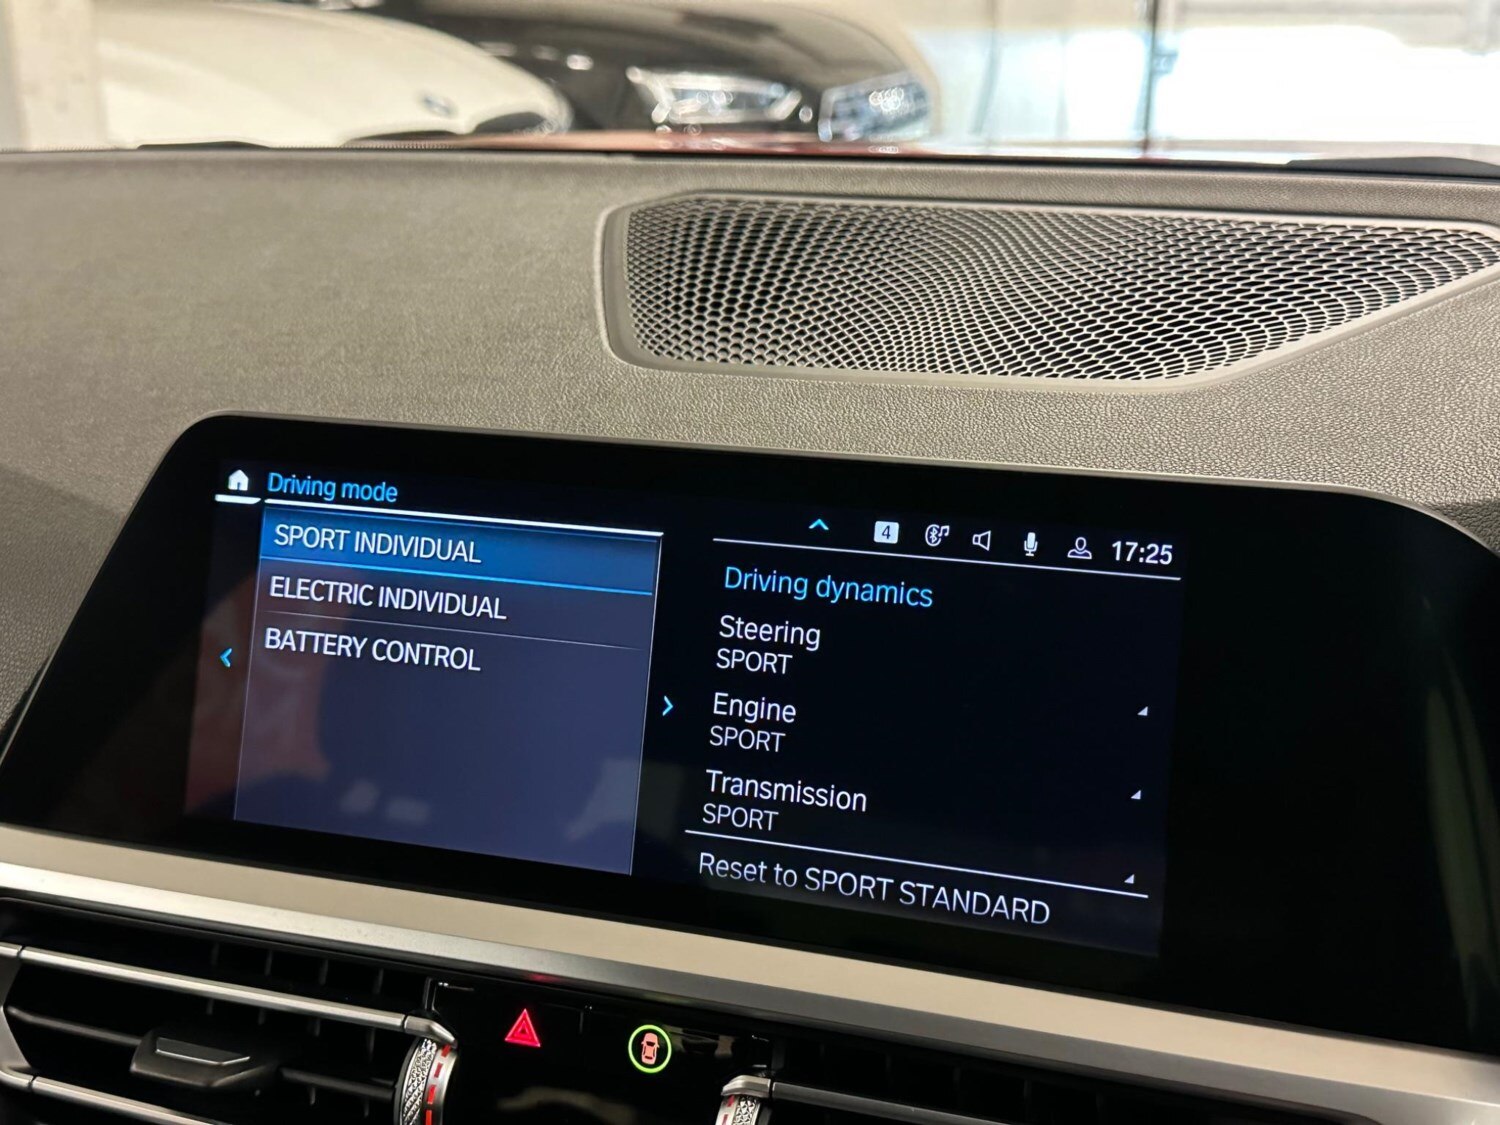 Driving mode
SPORT INDIVIDUAL
ELECTRIC INDIVIDUAL
BATTERY CONTROL
4
17:25
Driving dynamics
Steering
SPORT
Engine
SPORT
Transmission
SPORT
Reset to SPORT STANDARD